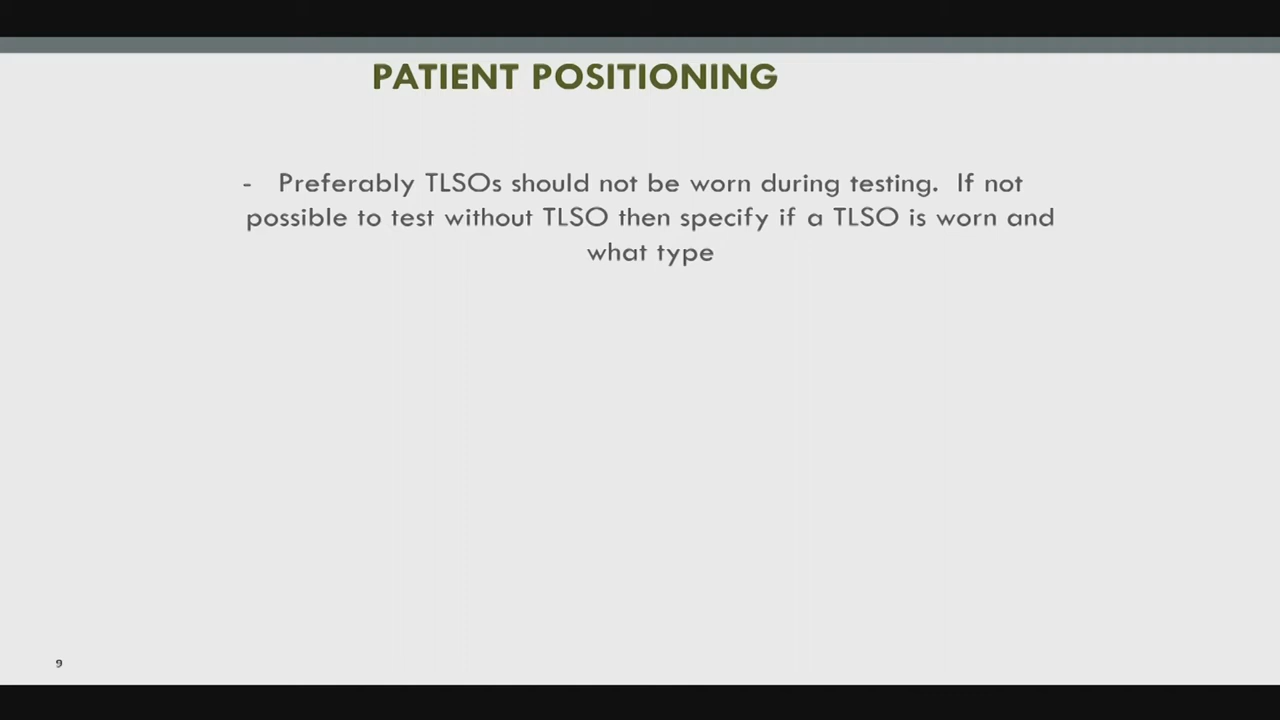 PATIENT POSITIONING
- Preferably TLSOs should not be worn during testing. If not
possible to test without TLSO then specify if a TLSO is worn and
what type
9